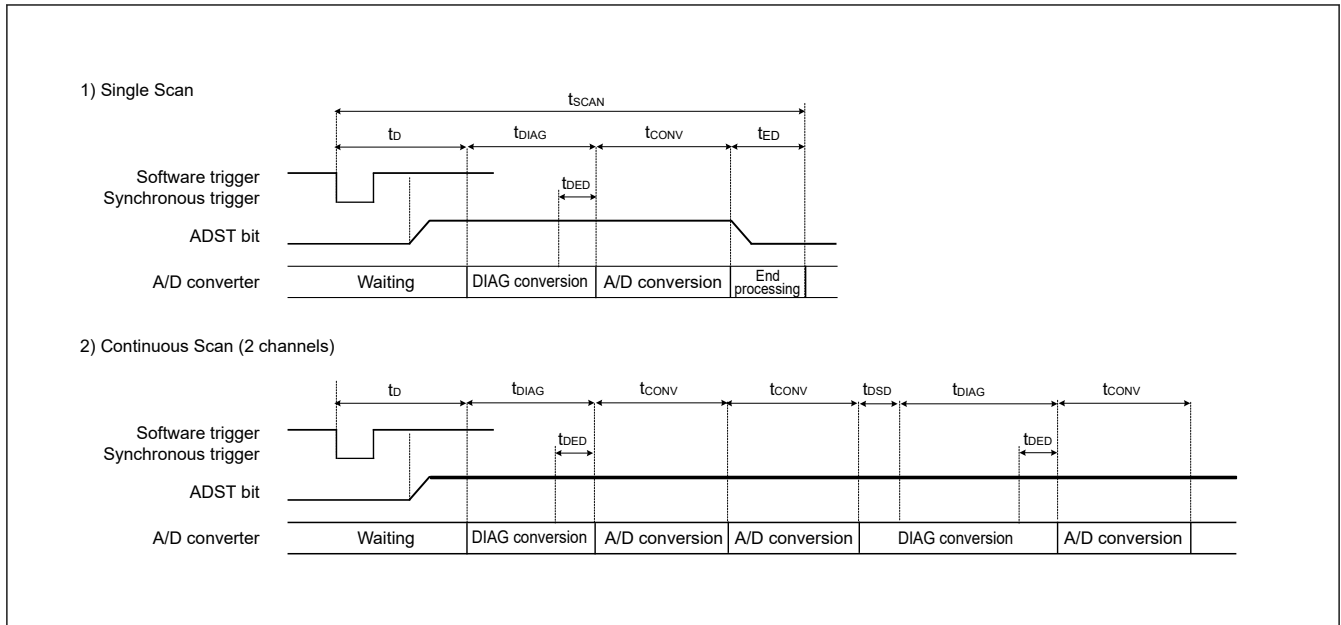 1) Single Scan
tSCAN
tD tDIAG tCONV tED
Software trigger
Synchronous trigger
tDED
ADST bit
A/D converter Waiting DIAG conversion A/D conversion End processing
2) Continuous Scan (2 channels)
tD tDIAG tCONV tCONV tDSD tDIAG tCONV
Software trigger
Synchronous trigger
tDED tDED
ADST bit
A/D converter Waiting DIAG conversion A/D conversion A/D conversion DIAG conversion A/D conversion